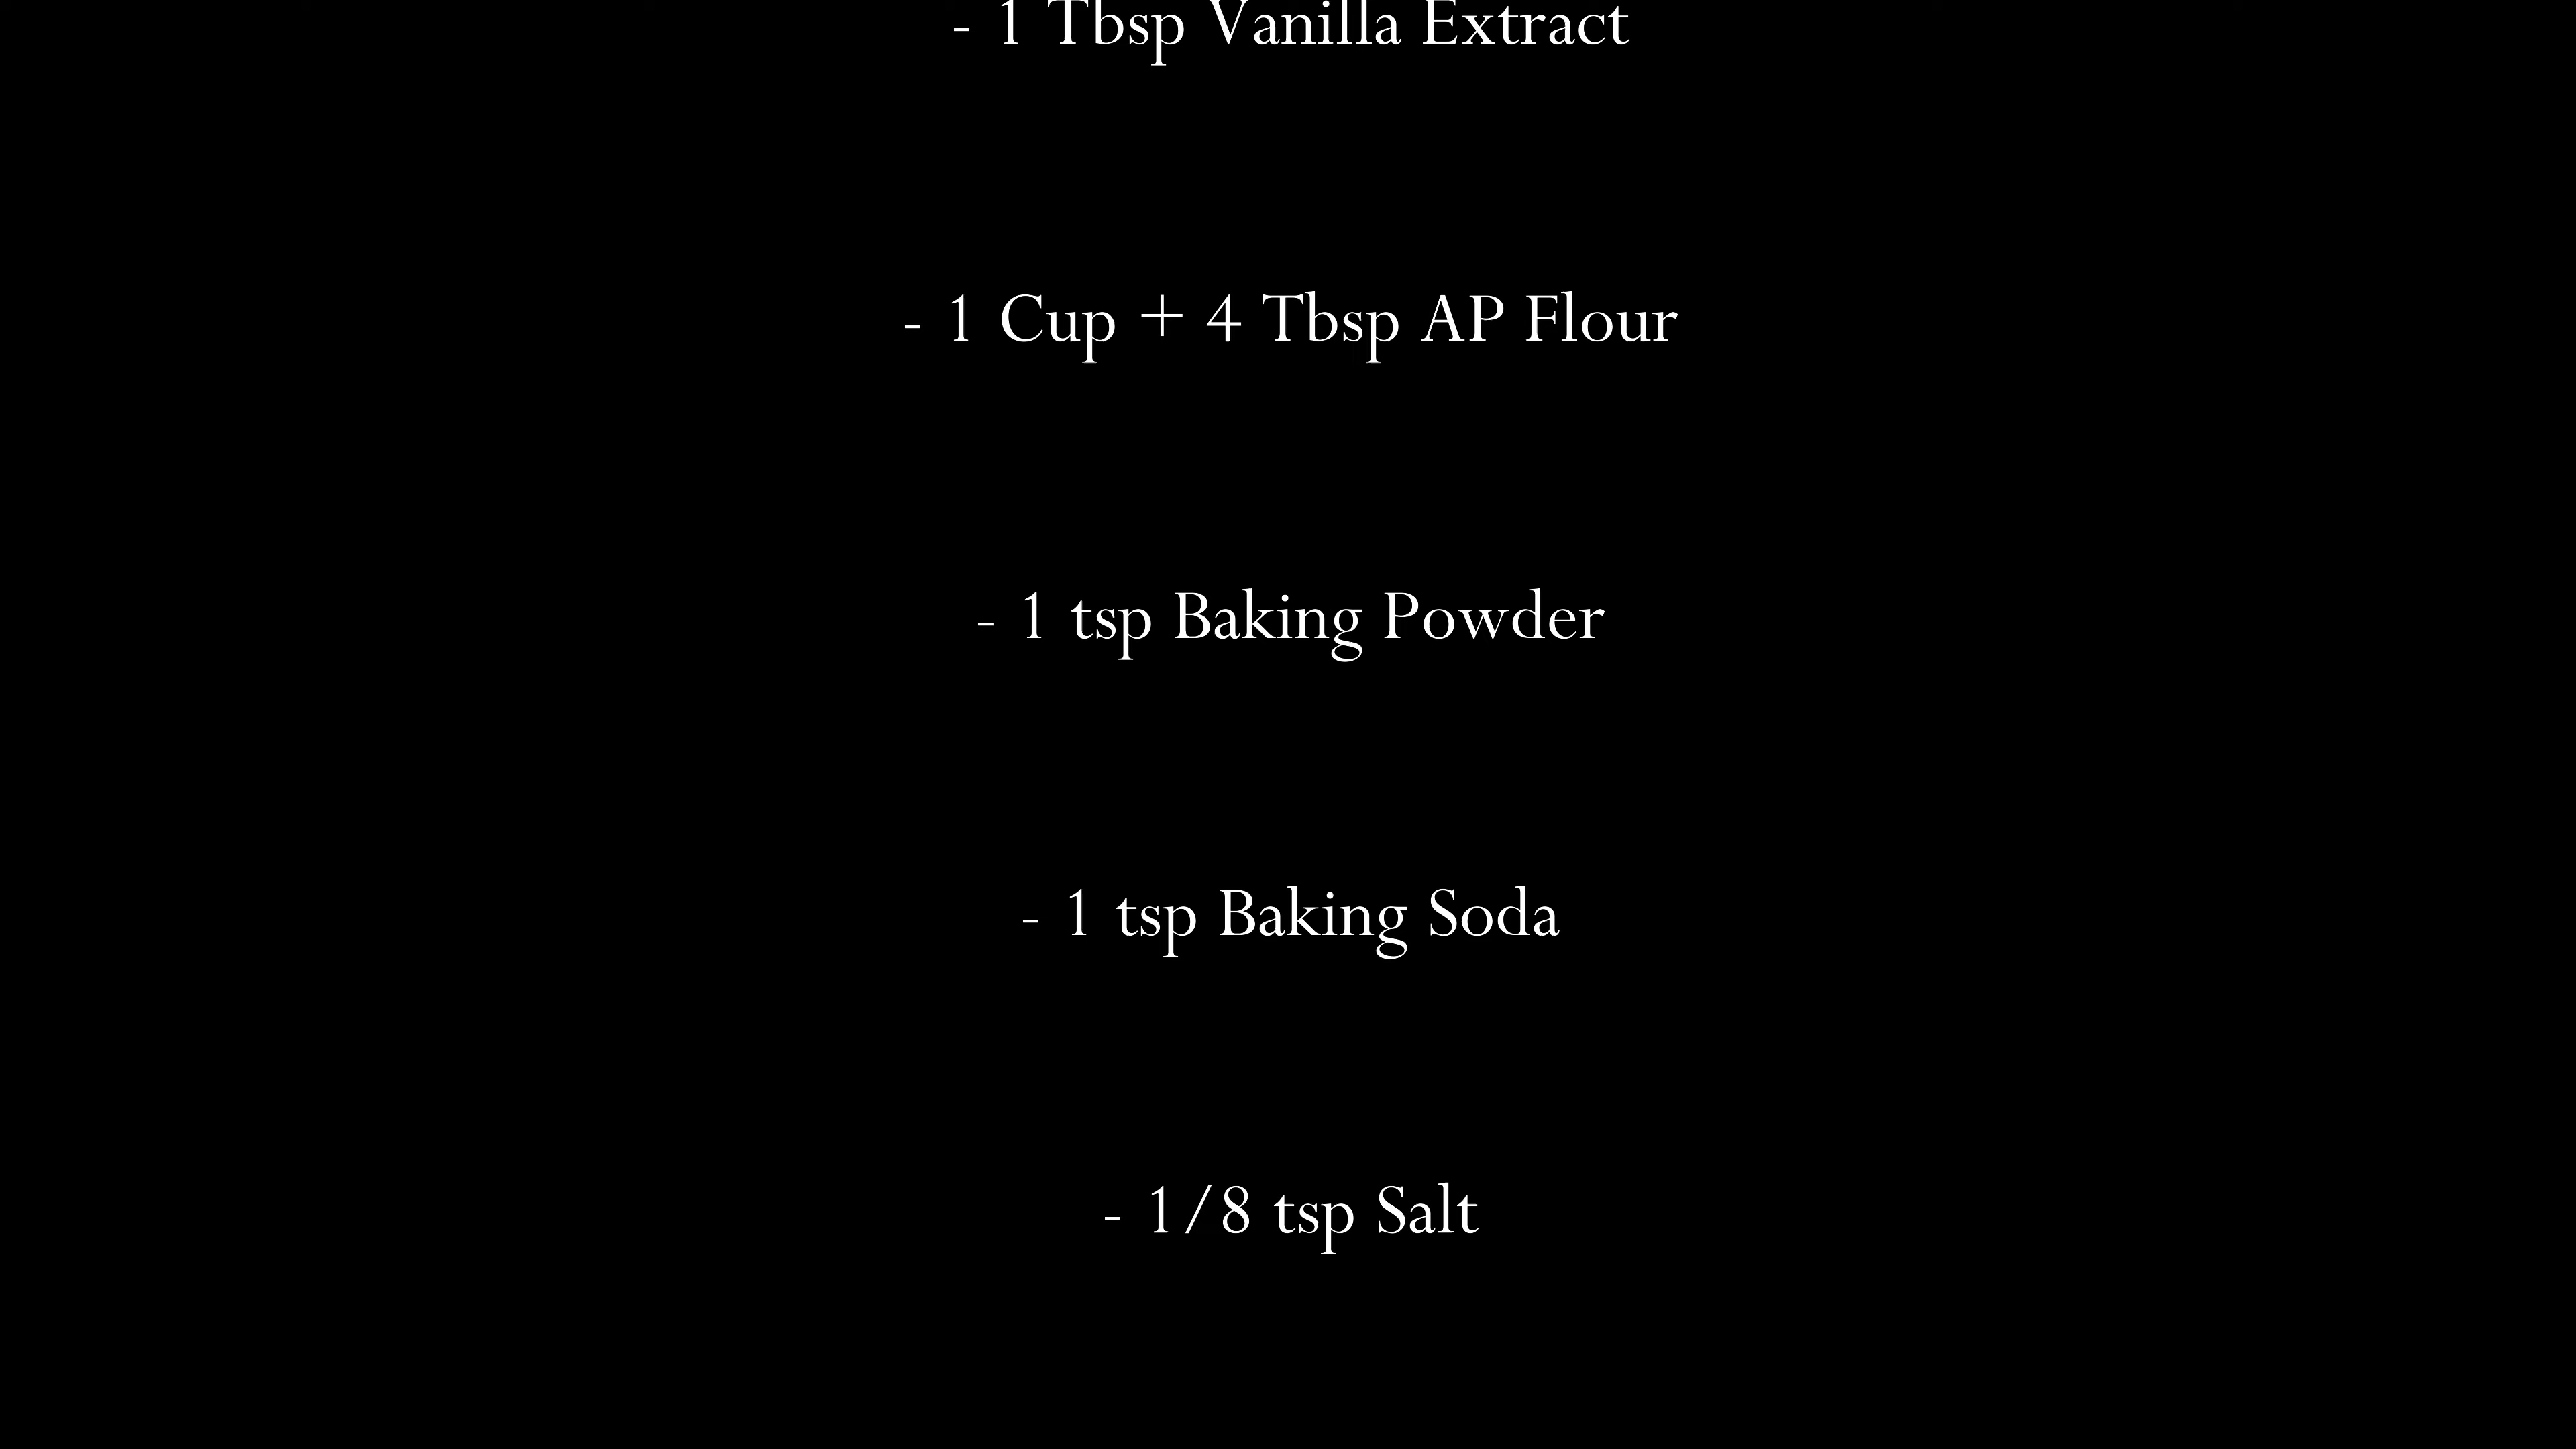 - 1 Tbsp Vanilla Extract
- 1 Cup + 4 Tbsp AP Flour
- 1 tsp Baking Powder
- 1 tsp Baking Soda
- 1/8 tsp Salt